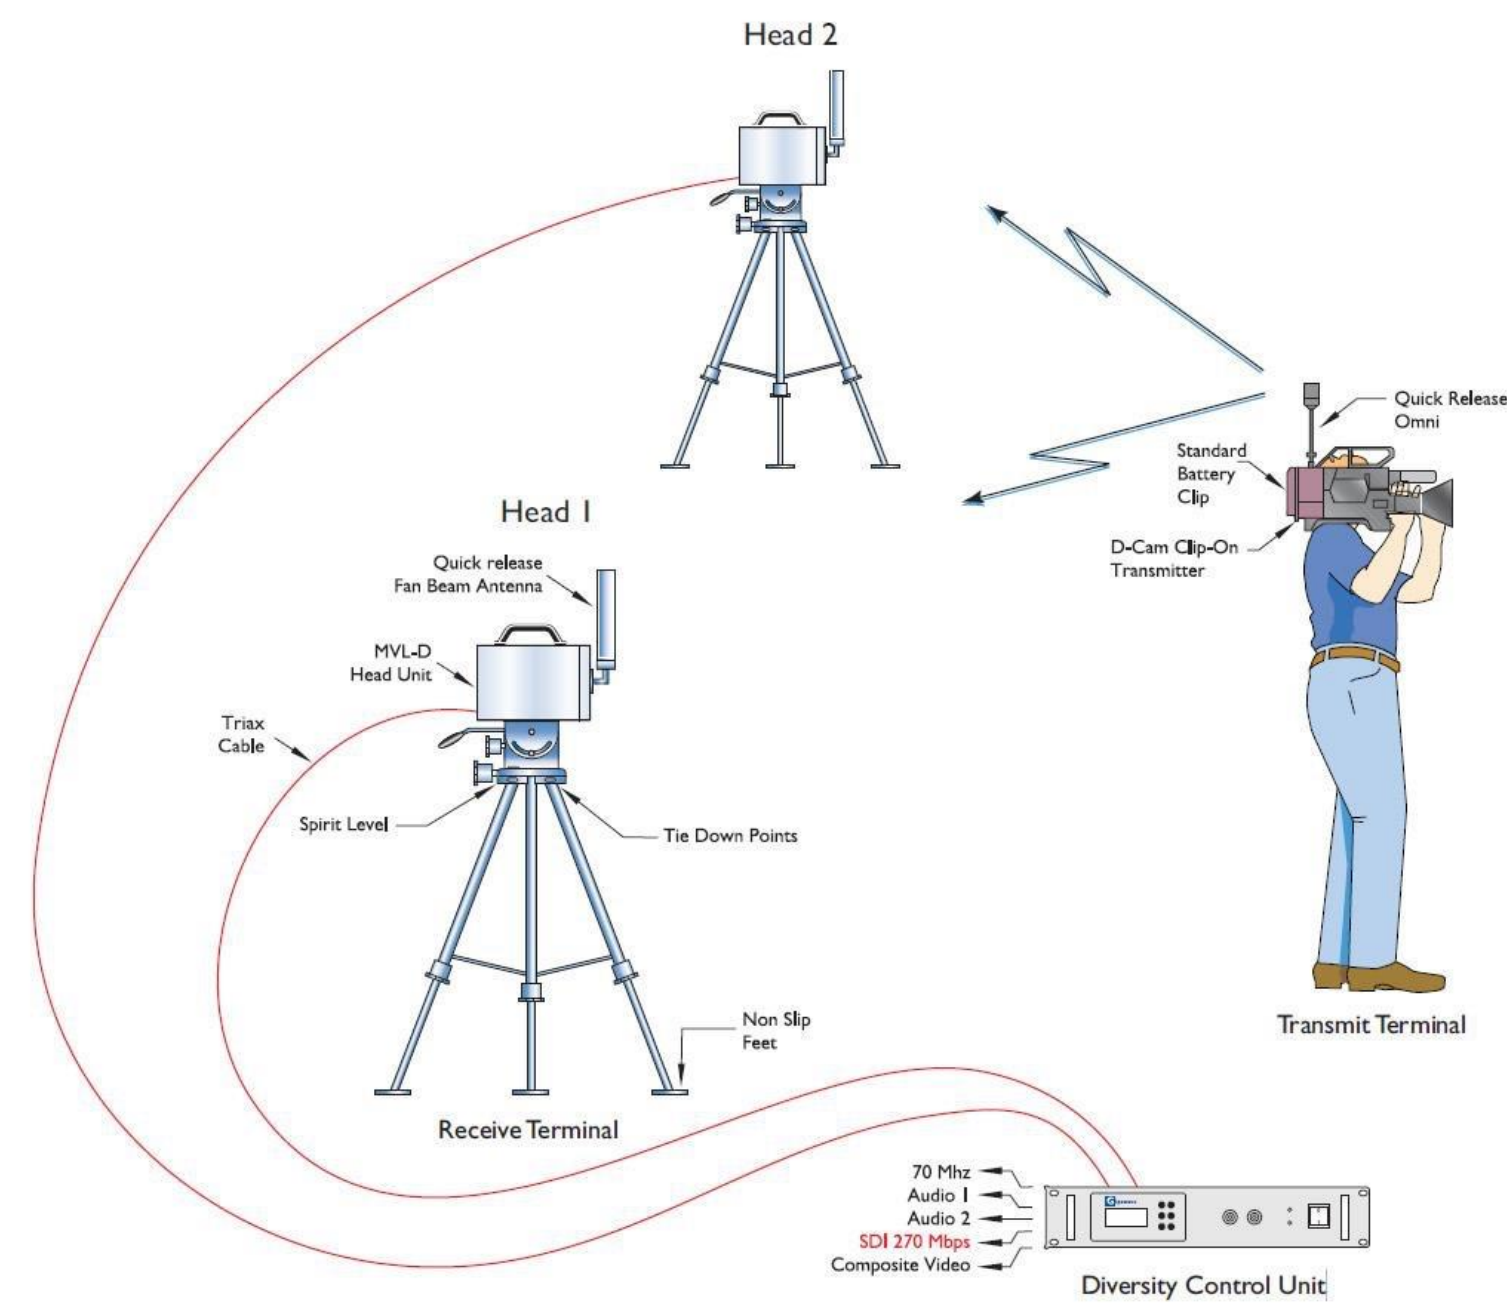 Head 2
Quick Release
Omni
Standard
Battery
Clip
D-Cam Clip-On
Transmitter
Head 1
Quick release
Fan Beam Antenna
MVL-D
Head Unit
Triax
Cable
Spirit Level
Tie Down Points
Non Slip
Feet
Receive Terminal
Transmit Terminal
70 Mhz
Audio 1
Audio 2
SDI 270 Mbps
Composite Video
Diversity Control Unit